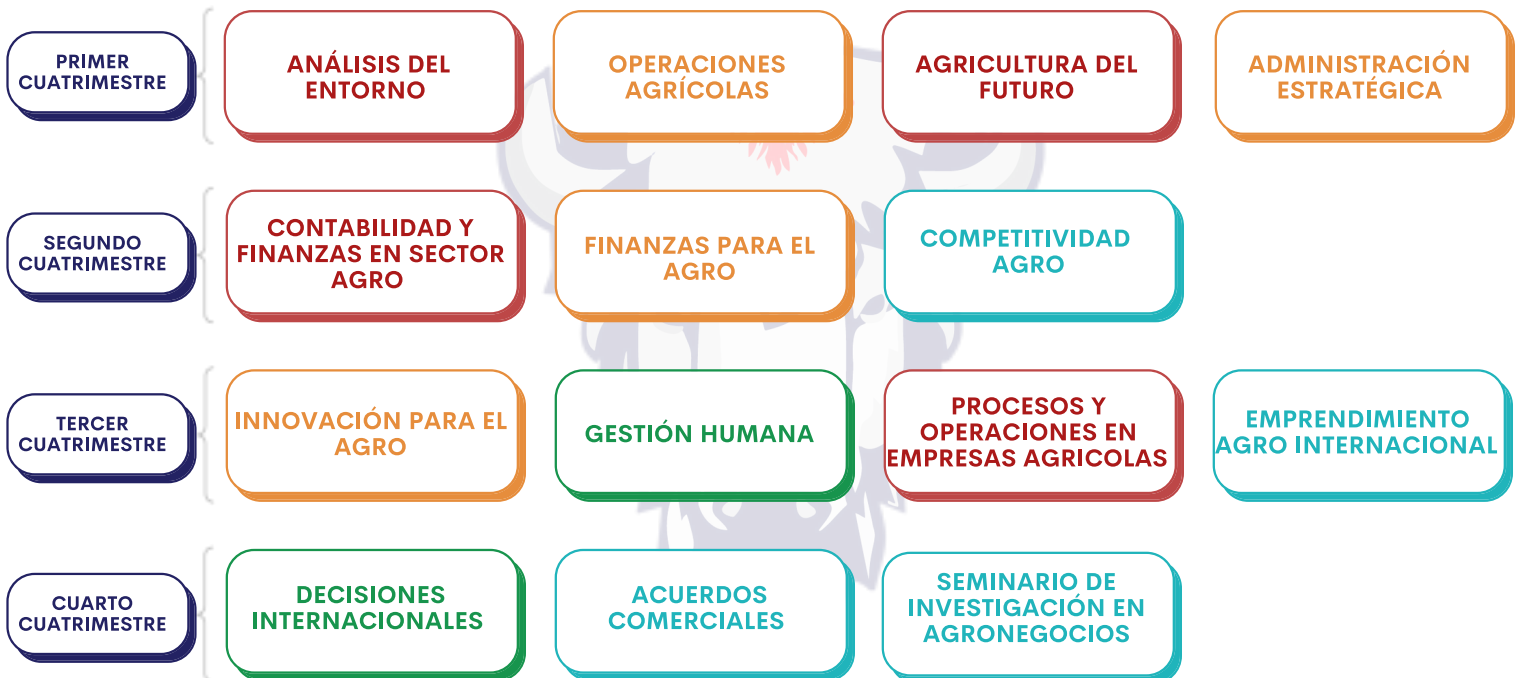 PRIMER
CUATRIMESTRE
ANÁLISIS DEL
ENTORNO
OPERACIONES
AGRÍCOLAS
AGRICULTURA DEL
FUTURO
ADMINISTRACIÓN
ESTRATÉGICA
SEGUNDO
CUATRIMESTRE
CONTABILIDAD Y
FINANZAS EN SECTOR
AGRO
FINANZAS PARA EL
AGRO
COMPETITIVIDAD
AGRO
TERCER
CUATRIMESTRE
INNOVACIÓN PARA EL
AGRO
GESTIÓN HUMANA
PROCESOS Y
OPERACIONES EN
EMPRESAS AGRICOLAS
EMPRENDIMIENTO
AGRO INTERNACIONAL
CUARTO
CUATRIMESTRE
DECISIONES
INTERNACIONALES
ACUERDOS
COMERCIALES
SEMINARIO DE
INVESTIGACIÓN EN
AGRONEGOCIOS